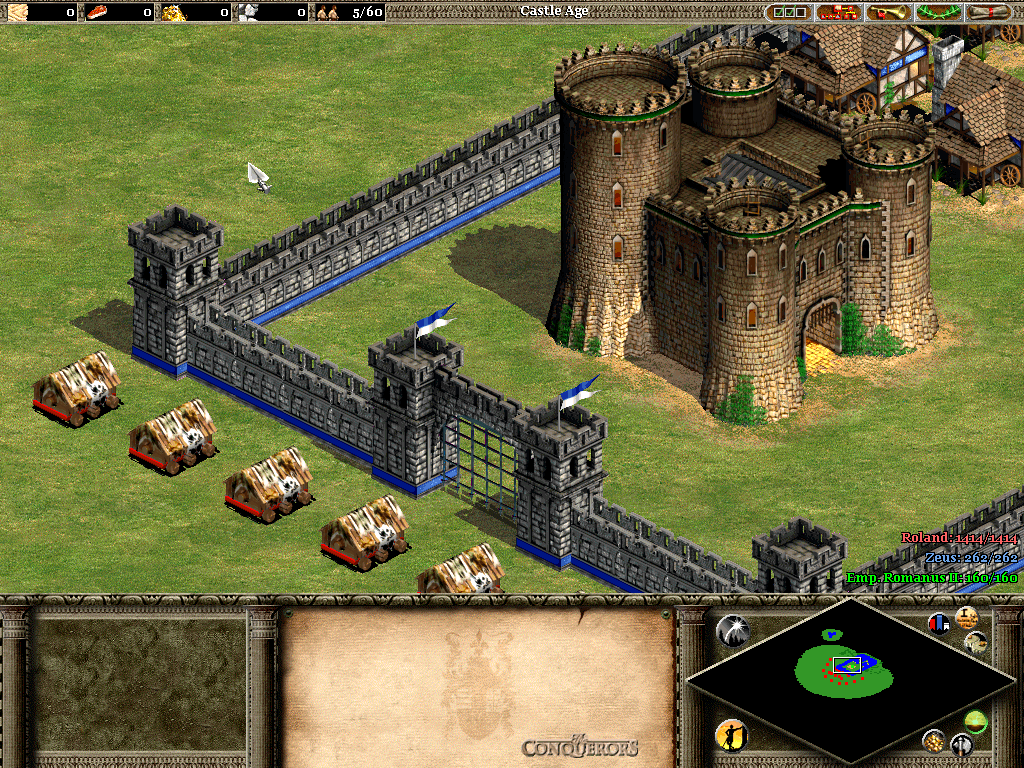 0 0 0 0 5/60
Castle Age
Roland: 1414/1414
Zeus: 262/262
Emp. Romanus II: 160/160
The CONQUERORS